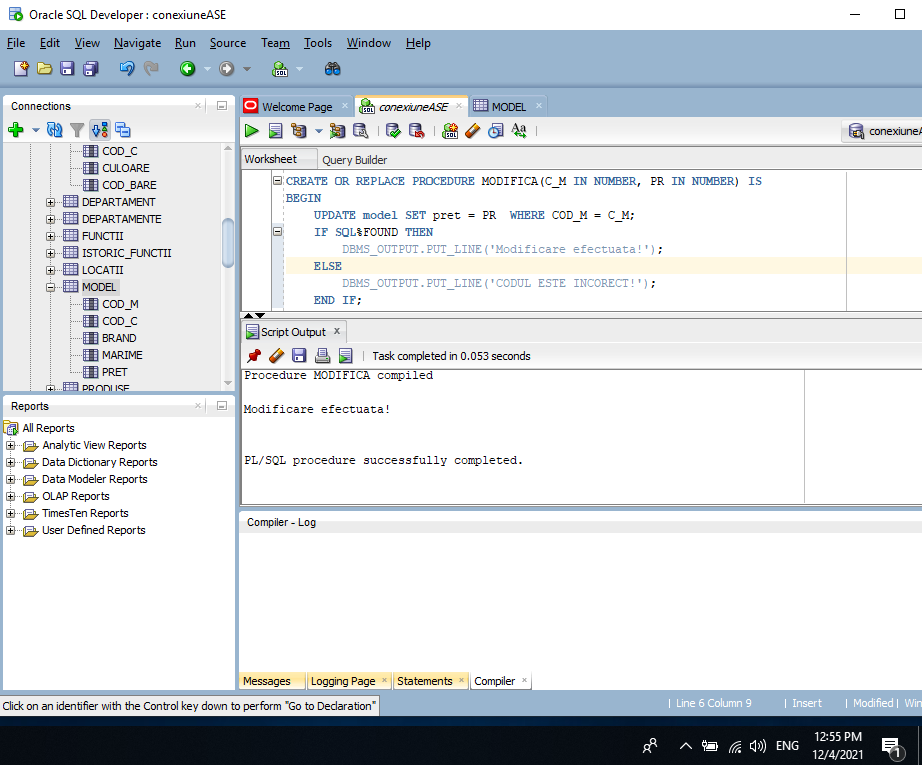 Oracle SQL Developer : conexiuneASE
File Edit View Navigate Run Source Team Tools Window Help
Connections
COD_C
CULOARE
COD_BARE
DEPARTAMENT
DEPARTAMENTE
FUNCTII
ISTORIC_FUNCTII
LOCATII
MODEL
COD_M
COD_C
BRAND
MARIME
PRET
PRODUSE
Reports
All Reports
Analytic View Reports
Data Dictionary Reports
Data Modeler Reports
OLAP Reports
TimesTen Reports
User Defined Reports
Welcome Page conexiuneASE MODEL
conexiuneA
Worksheet Query Builder
CREATE OR REPLACE PROCEDURE MODIFICA(C_M IN NUMBER, PR IN NUMBER) IS
BEGIN
UPDATE model SET pret = PR WHERE COD_M = C_M;
IF SQL%FOUND THEN
DBMS_OUTPUT.PUT_LINE('Modificare efectuata!');
ELSE
DBMS_OUTPUT.PUT_LINE('CODUL ESTE INCORECT!');
END IF;
Script Output
Task completed in 0.053 seconds
Procedure MODIFICA compiled
Modificare efectuata!
PL/SQL procedure successfully completed.
Compiler - Log
Messages Logging Page Statements Compiler
Click on an identifier with the Control key down to perform "Go to Declaration"
| Line 6 Column 9 | Insert | Modified | Win
ENG
12:55 PM
12/4/2021
1